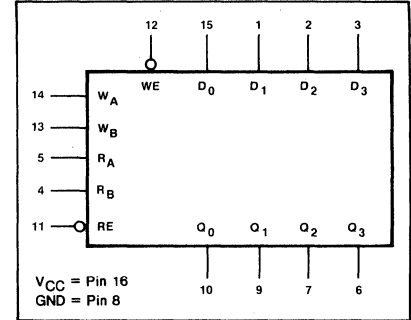 12 15 1 2 3
WE D0 D1 D2 D3
14 WA
13 WB
5 RA
4 RB
11 RE Q0 Q1 Q2 Q3
VCC = Pin 16
GND = Pin 8
10 9 7 6